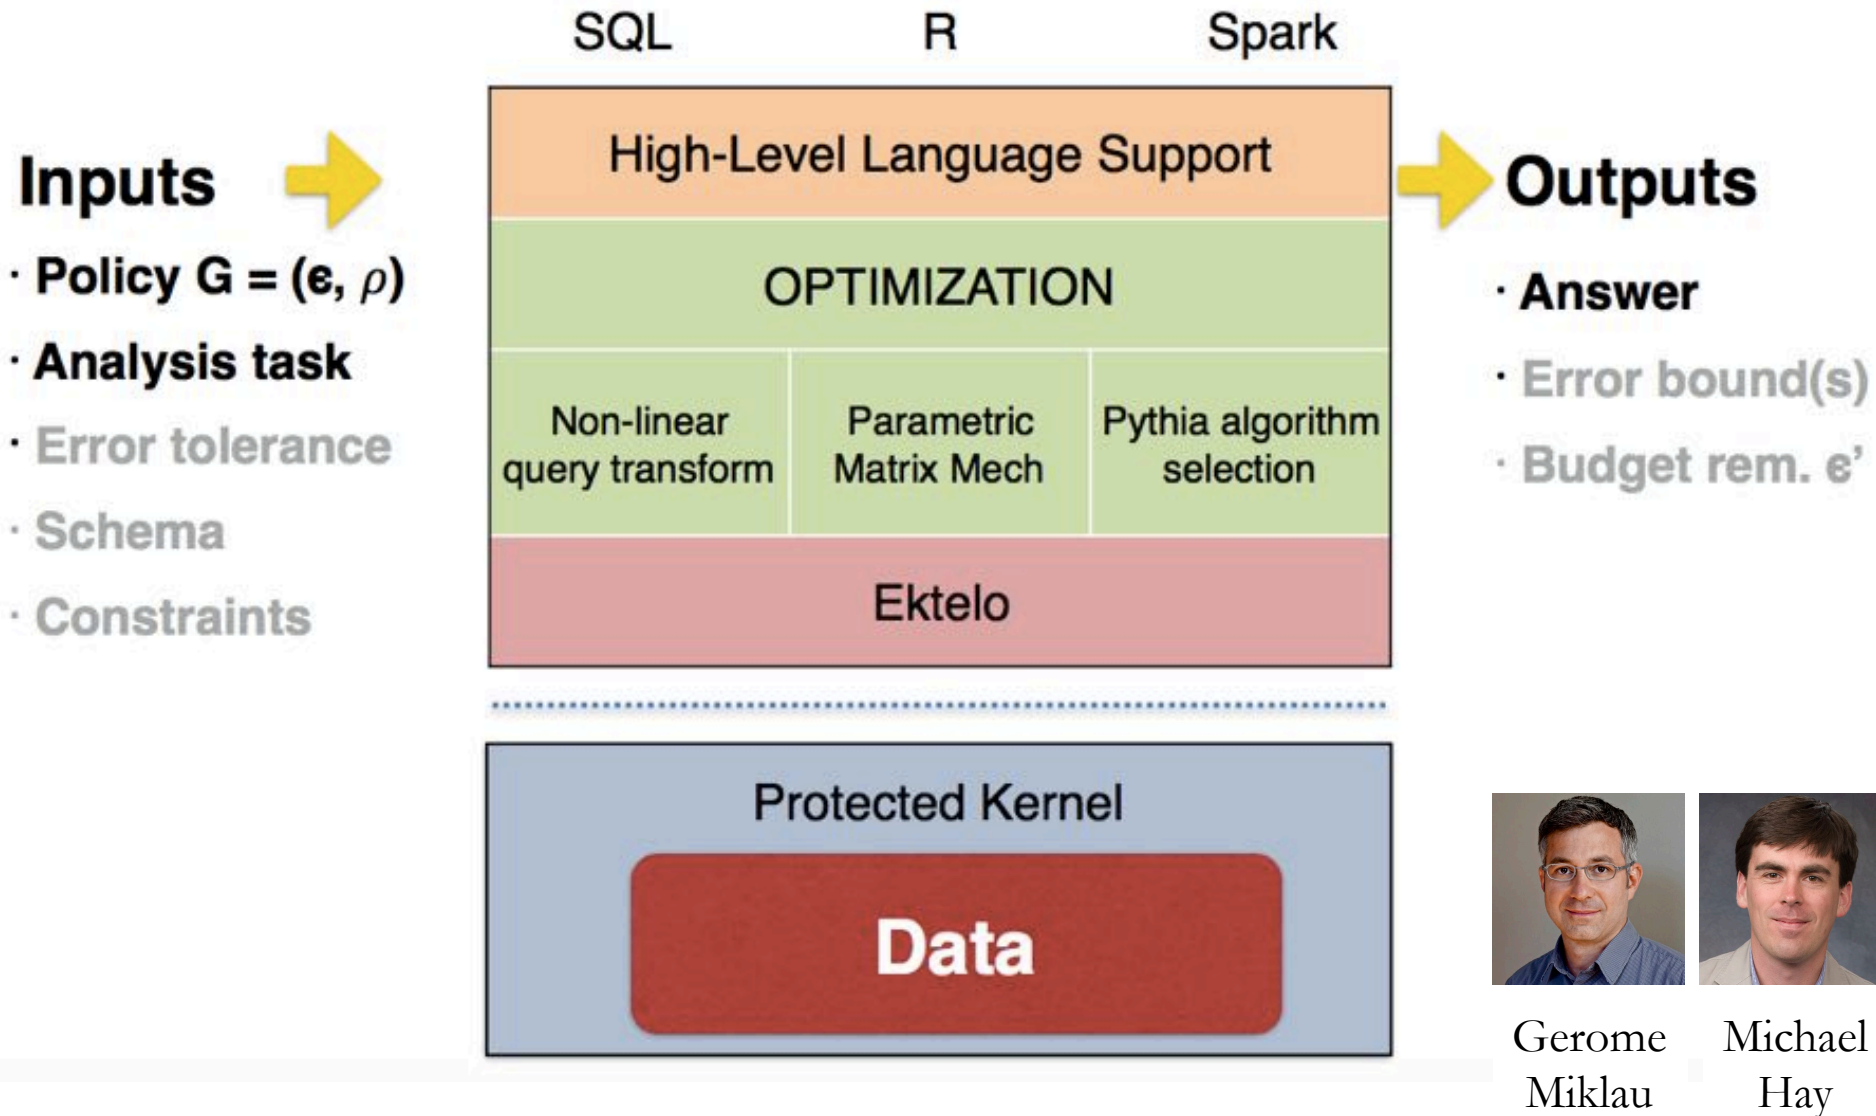 SQL R Spark
Inputs
· Policy G = (ϵ, ρ)
· Analysis task
· Error tolerance
· Schema
· Constraints
High-Level Language Support
OPTIMIZATION
Non-linear
query transform
Parametric
Matrix Mech
Pythia algorithm
selection
Ektelo
Protected Kernel
Data
Outputs
· Answer
· Error bound(s)
· Budget rem. ϵ’
Gerome
Miklau
Michael
Hay